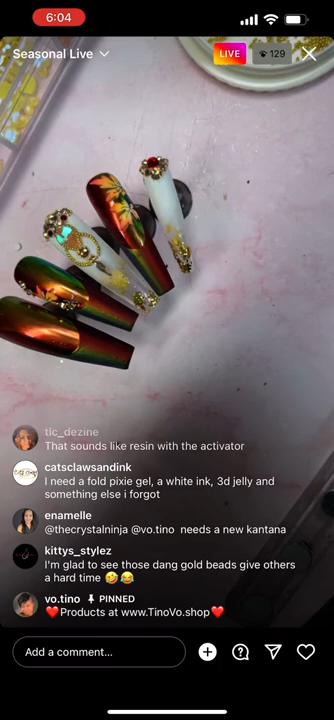 6:04
Seasonal Live
LIVE
129
tlc_dezine
That sounds like resin with the activator
catsclawsandink
I need a fold pixie gel, a white ink, 3d jelly and
something else i forgot
enamelle
@thecrystalninja @vo.tino needs a new kantana
kittys_stylez
I'm glad to see those dang gold beads give others
a hard time 🤣😂
vo.tino PINNED
❤️Products at www.TinoVo.shop❤️
Add a comment...